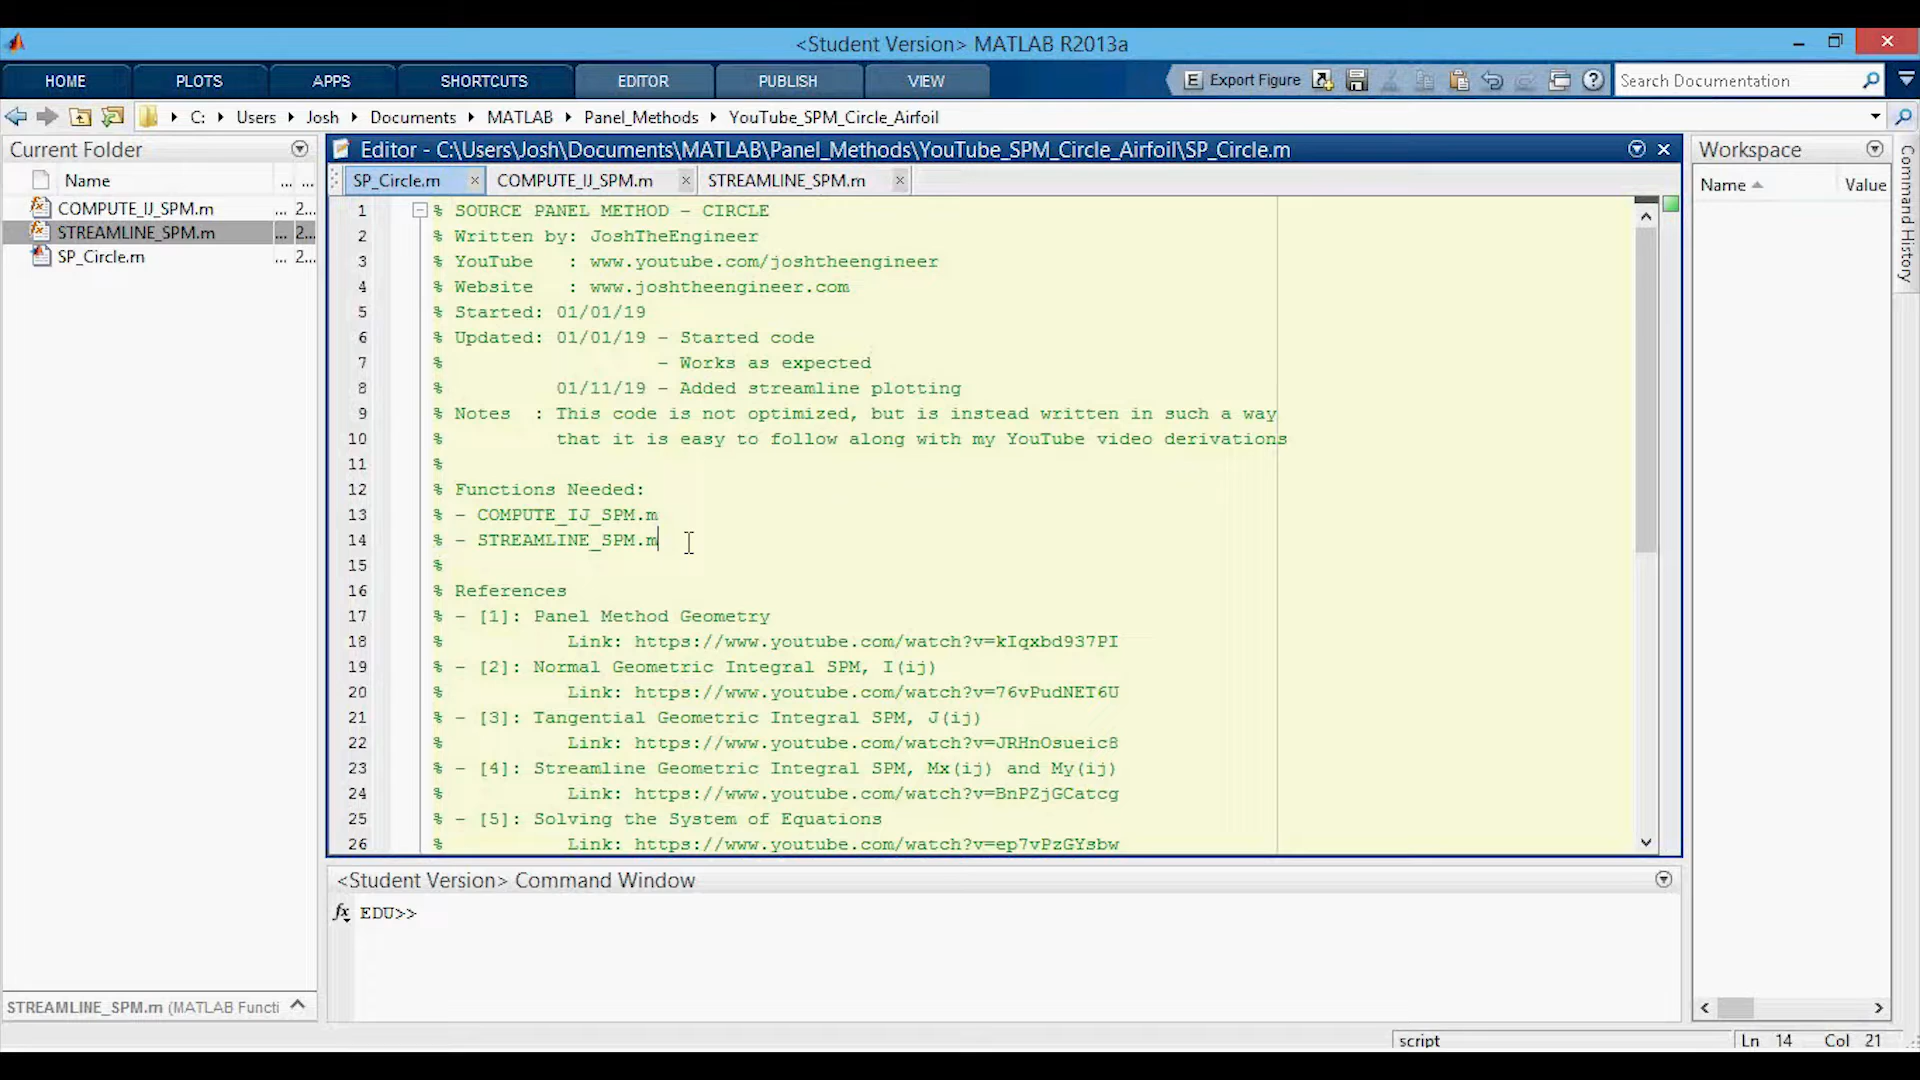 <Student Version> MATLAB R2013a
HOME PLOTS APPS SHORTCUTS EDITOR PUBLISH VIEW Export Figure Search Documentation
C: Users Josh Documents MATLAB Panel_Methods YouTube_SPM_Circle_Airfoil
Current Folder
Name ... ...
COMPUTE_IJ_SPM.m ... 2...
STREAMLINE_SPM.m ... 2...
SP_Circle.m ... 2...
STREAMLINE_SPM.m (MATLAB Functi
Editor - C:\Users\Josh\Documents\MATLAB\Panel_Methods\YouTube_SPM_Circle_Airfoil\SP_Circle.m
SP_Circle.m COMPUTE_IJ_SPM.m STREAMLINE_SPM.m
1 % SOURCE PANEL METHOD - CIRCLE
2 % Written by: JoshTheEngineer
3 % YouTube : www.youtube.com/joshtheengineer
4 % Website : www.joshtheengineer.com
5 % Started: 01/01/19
6 % Updated: 01/01/19 - Started code
7 % - Works as expected
8 % 01/11/19 - Added streamline plotting
9 % Notes : This code is not optimized, but is instead written in such a way
10 % that it is easy to follow along with my YouTube video derivations
11 %
12 % Functions Needed:
13 % - COMPUTE_IJ_SPM.m
14 % - STREAMLINE_SPM.m
15 %
16 % References
17 % - [1]: Panel Method Geometry
18 % Link: https://www.youtube.com/watch?v=kIqxbd937PI
19 % - [2]: Normal Geometric Integral SPM, I(ij)
20 % Link: https://www.youtube.com/watch?v=76vPudNET6U
21 % - [3]: Tangential Geometric Integral SPM, J(ij)
22 % Link: https://www.youtube.com/watch?v=JRHnOsueic8
23 % - [4]: Streamline Geometric Integral SPM, Mx(ij) and My(ij)
24 % Link: https://www.youtube.com/watch?v=BnPZjGCatcg
25 % - [5]: Solving the System of Equations
26 % Link: https://www.youtube.com/watch?v=ep7vPzGYsbw
<Student Version> Command Window
fx EDU>>
Workspace
Name Value
Command History
script Ln 14 Col 21